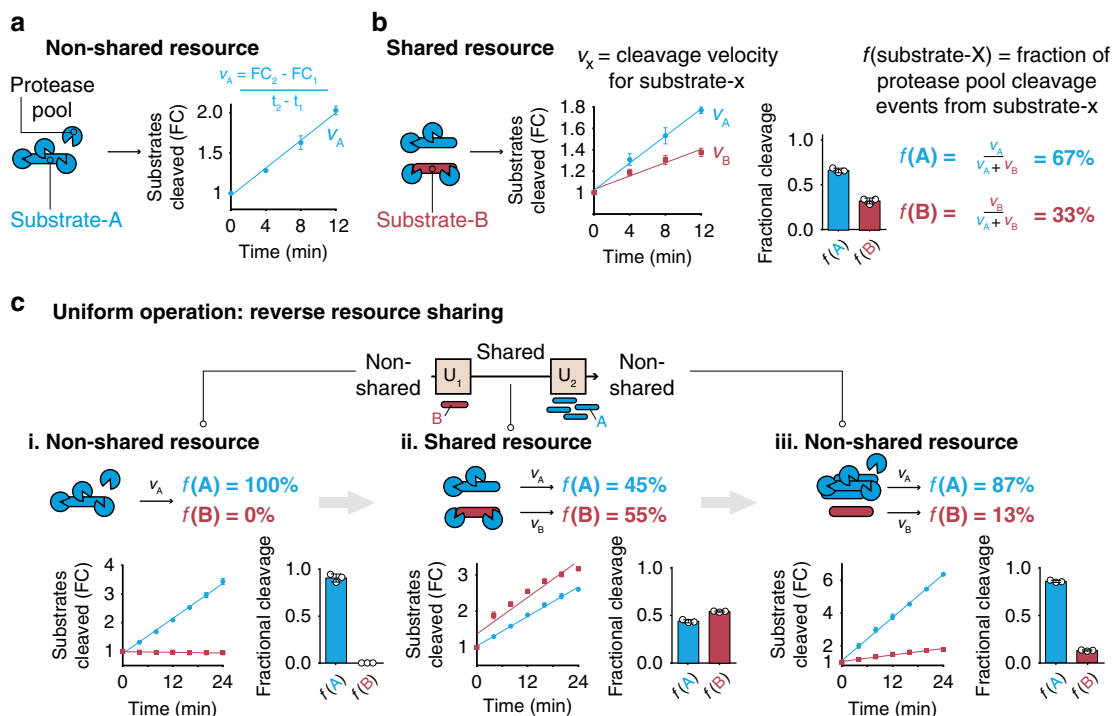 a
Non-shared resource
Protease
pool
Substrate-A
v_A = FC₂ - FC₁
t₂ - t₁
Substrates
cleaved (FC)
2.0
1.5
1
v_A
0 4 8 12
Time (min)
b
Shared resource
Substrate-B
v_x = cleavage velocity
for substrate-x
Substrates
cleaved (FC)
1.8
1.6
1.4
1.2
1
v_A
v_B
0 4 8 12
Time (min)
f(substrate-X) = fraction of
protease pool cleavage
events from substrate-x
Fractional cleavage
1.0
0.5
0.0
f(A) f(B)
f(A) = v_A / v_A + v_B = 67%
f(B) = v_B / v_A + v_B = 33%
c
Uniform operation: reverse resource sharing
Non-
shared
U₁
Shared
U₂
Non-
shared
B
A
i. Non-shared resource
v_A
f(A) = 100%
f(B) = 0%
Substrates
cleaved (FC)
4
3
2
1
0
0 12 24
Time (min)
Fractional cleavage
1.0
0.5
0.0
f(A) f(B)
ii. Shared resource
v_A
f(A) = 45%
v_B
f(B) = 55%
Substrates
cleaved (FC)
3
2
1
0 12 24
Time (min)
Fractional cleavage
1.0
0.5
0.0
f(A) f(B)
iii. Non-shared resource
v_A
f(A) = 87%
v_B
f(B) = 13%
Substrates
cleaved (FC)
6
4
2
1
0 12 24
Time (min)
Fractional cleavage
1.0
0.5
0.0
f(A) f(B)